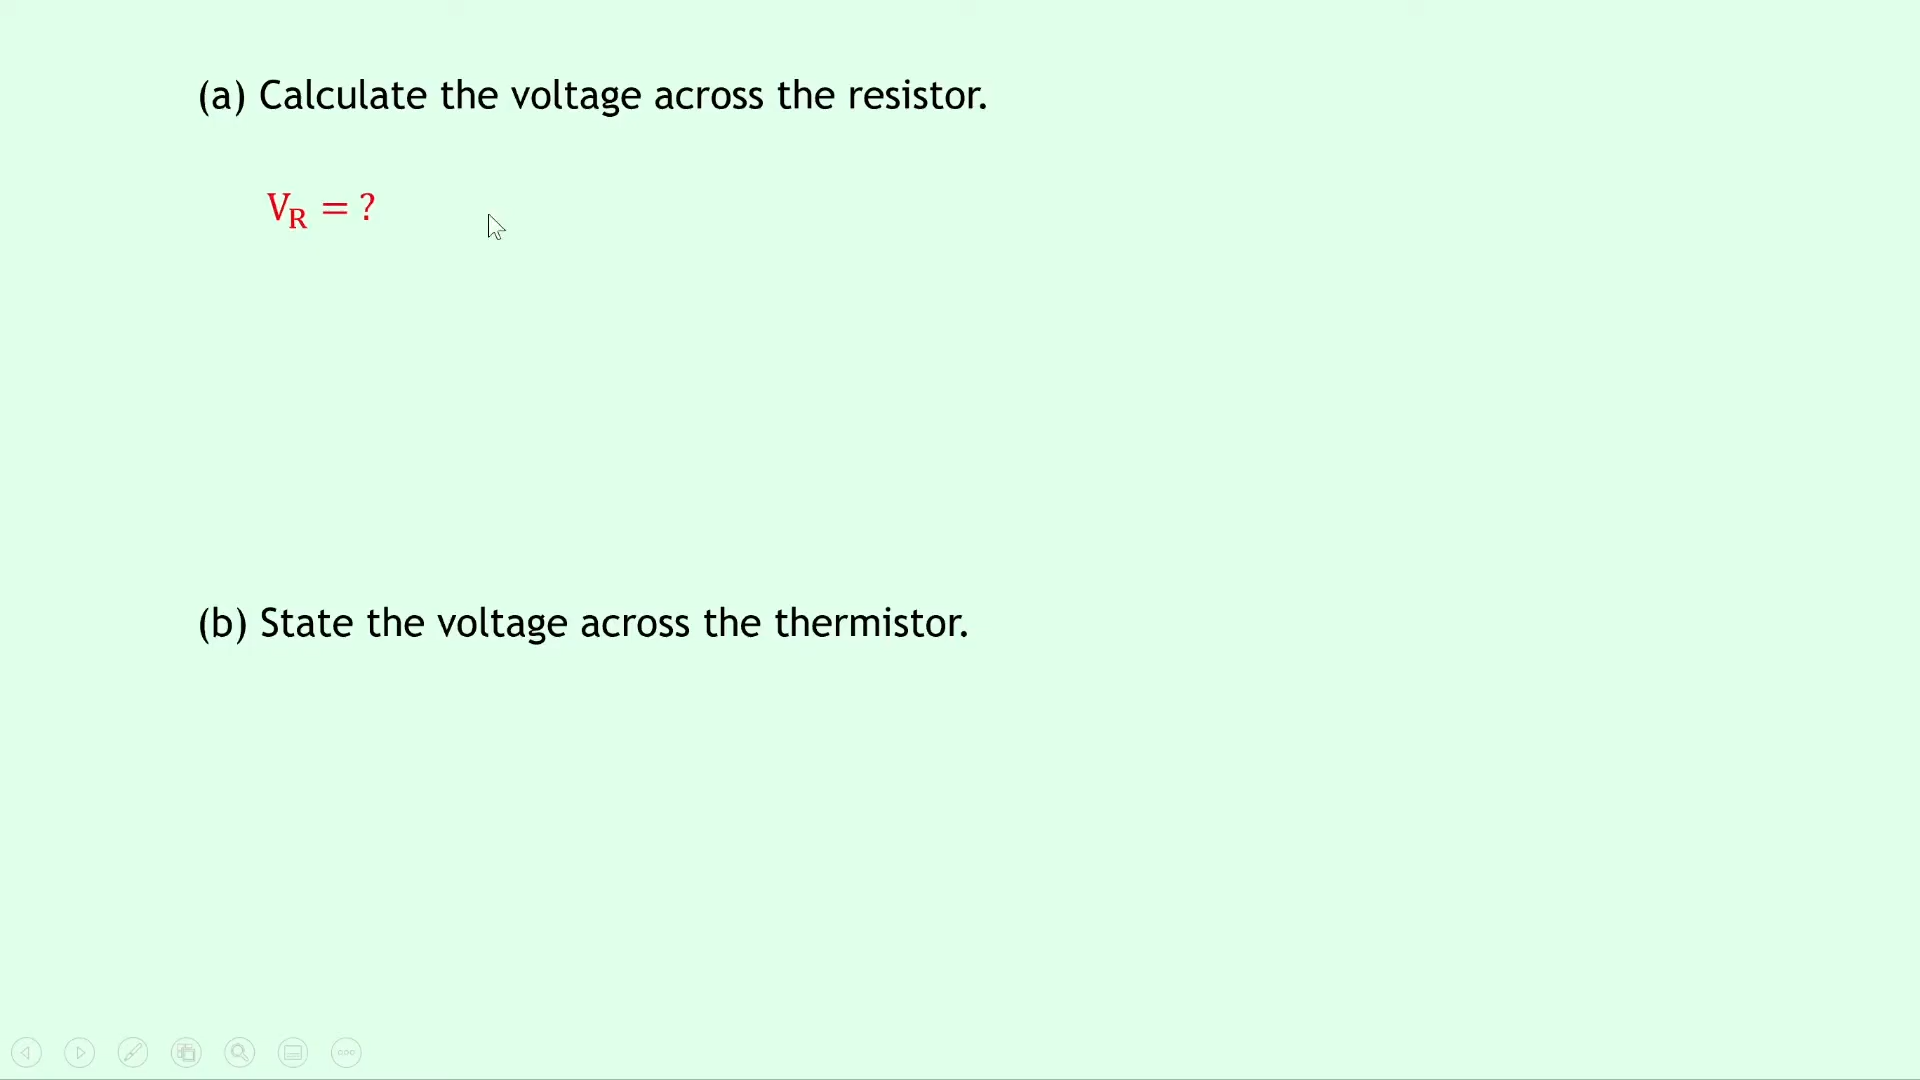 (a) Calculate the voltage across the resistor.
V_R = ?
(b) State the voltage across the thermistor.